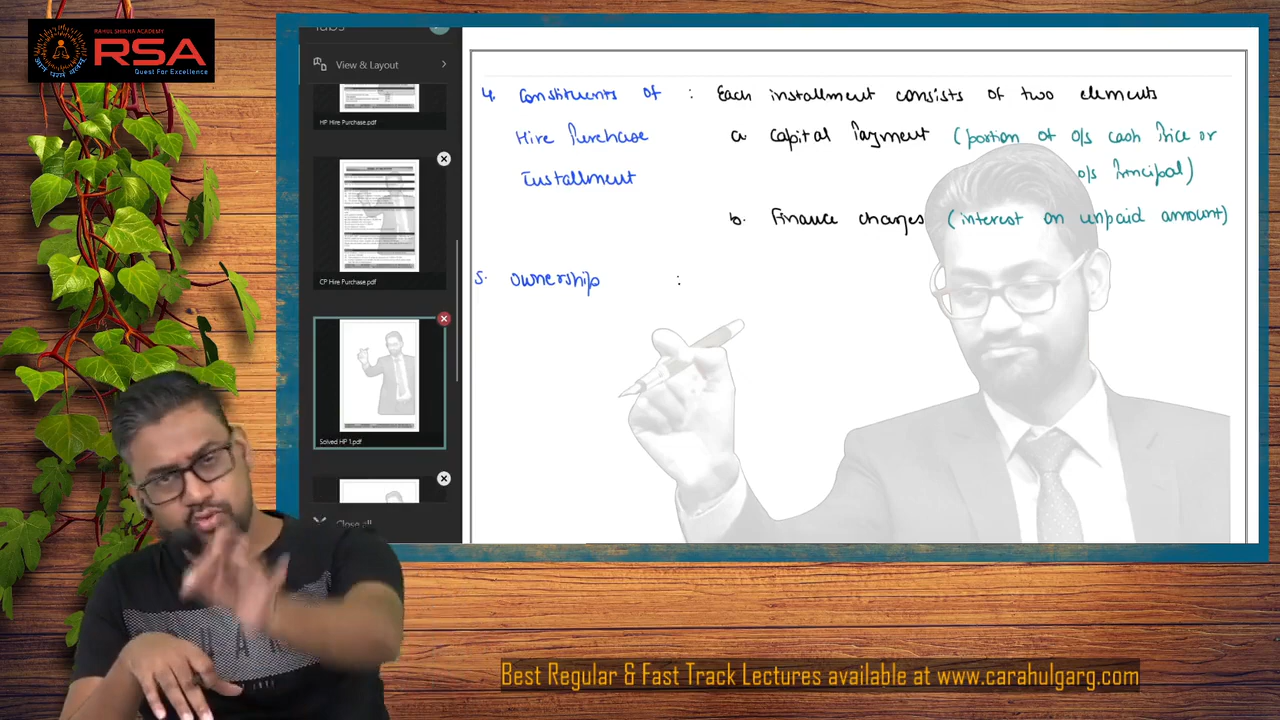 RAHUL SHIKHA ACADEMY
RSA
Quest For Excellence
View & Layout
HP Hire Purchase.pdf
CP Hire Purchase.pdf
Solved HP 1.pdf
Close all
4. Constituents of : Each installment consists of two elements
Hire Purchase a. Capital Payment (portion of o/s cash Price or
Installment o/s Principal)
b. Finance charges (interest on unpaid amount)
5. Ownership :
Best Regular & Fast Track Lectures available at www.carahulgarg.com